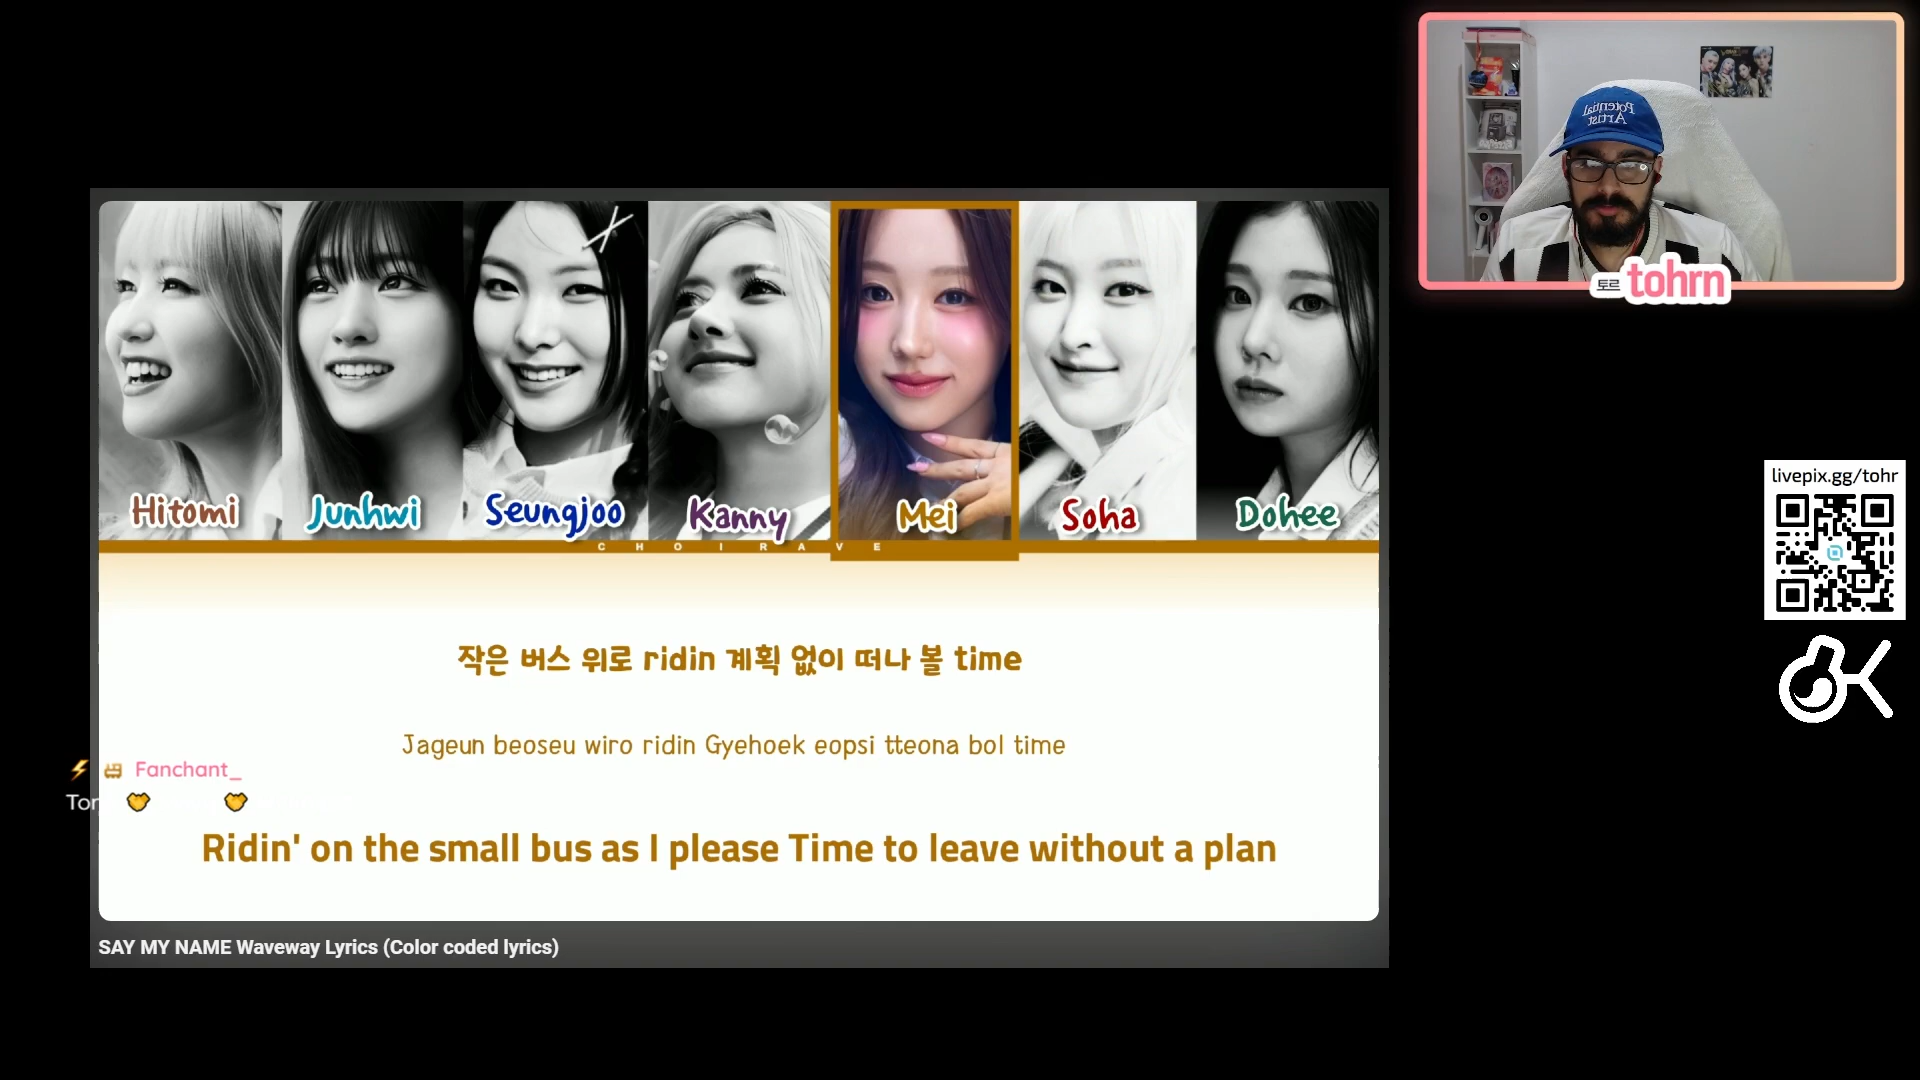 Potential
Artist
토르 tohrn
Hitomi
Junhwi
Seungjoo
Kanny
Mei
Soha
Dohee
CHOIRAVE
작은 버스 위로 ridin 계획 없이 떠나 볼 time
Jageun beoseu wiro ridin Gyehoek eopsi tteona bol time
Fanchant_
Ridin' on the small bus as I please Time to leave without a plan
SAY MY NAME Waveway Lyrics (Color coded lyrics)
livepix.gg/tohr